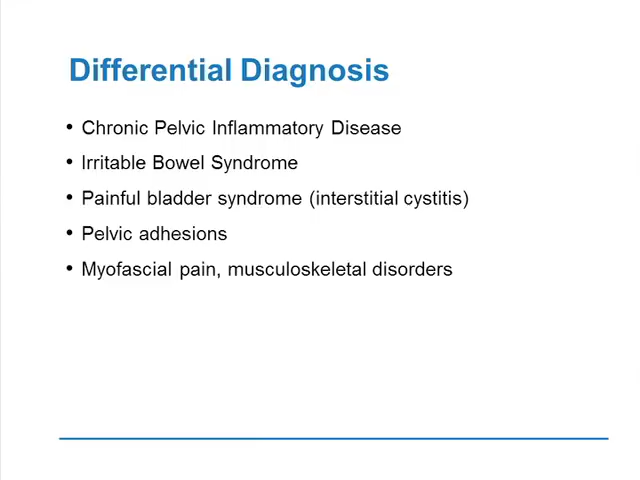 Differential Diagnosis
• Chronic Pelvic Inflammatory Disease
• Irritable Bowel Syndrome
• Painful bladder syndrome (interstitial cystitis)
• Pelvic adhesions
• Myofascial pain, musculoskeletal disorders